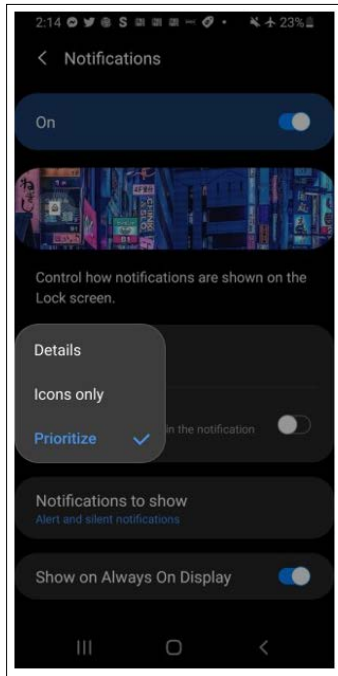 2:14 23%
Notifications
On
Control how notifications are shown on the
Lock screen.
Details
Icons only
Prioritize
in the notification
Notifications to show
Alert and silent notifications
Show on Always On Display